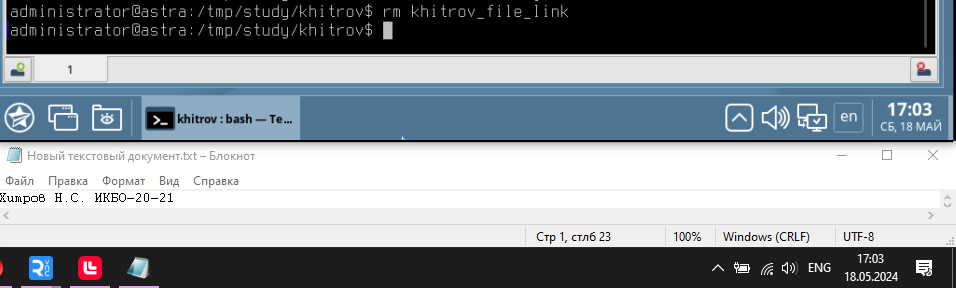 administrator@astra:/tmp/study/khitrov$ rm khitrov_file_link
administrator@astra:/tmp/study/khitrov$
1
khitrov : bash — Te...
en
17:03
СБ, 18 МАЙ
Новый текстовый документ.txt – Блокнот
Файл Правка Формат Вид Справка
Хитров Н.С. ИКБО-20-21
Стр 1, стлб 23 100% Windows (CRLF) UTF-8
ENG
17:03
18.05.2024